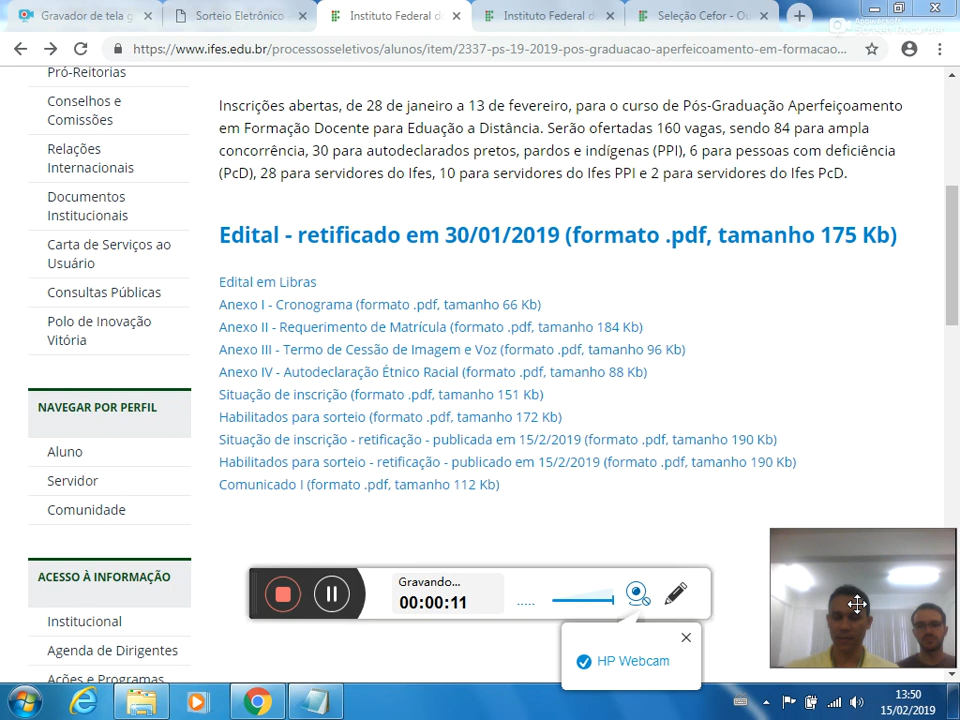 Gravador de tela g
Sorteio Eletrônico
Instituto Federal d
Instituto Federal d
Seleção Cefor - Ou
https://www.ifes.edu.br/processosseletivos/alunos/item/2337-ps-19-2019-pos-graduacao-aperfeicoamento-em-formacao...
Apowersoft
Screen Recorder
Pró-Reitorias
Conselhos e
Comissões
Relações
Internacionais
Documentos
Institucionais
Carta de Serviços ao
Usuário
Consultas Públicas
Polo de Inovação
Vitória
NAVEGAR POR PERFIL
Aluno
Servidor
Comunidade
ACESSO À INFORMAÇÃO
Institucional
Agenda de Dirigentes
Ações e Programas
Inscrições abertas, de 28 de janeiro a 13 de fevereiro, para o curso de Pós-Graduação Aperfeiçoamento
em Formação Docente para Eduação a Distância. Serão ofertadas 160 vagas, sendo 84 para ampla
concorrência, 30 para autodeclarados pretos, pardos e indígenas (PPI), 6 para pessoas com deficiência
(PcD), 28 para servidores do Ifes, 10 para servidores do Ifes PPI e 2 para servidores do Ifes PcD.
Edital - retificado em 30/01/2019 (formato .pdf, tamanho 175 Kb)
Edital em Libras
Anexo I - Cronograma (formato .pdf, tamanho 66 Kb)
Anexo II - Requerimento de Matrícula (formato .pdf, tamanho 184 Kb)
Anexo III - Termo de Cessão de Imagem e Voz (formato .pdf, tamanho 96 Kb)
Anexo IV - Autodeclaração Étnico Racial (formato .pdf, tamanho 88 Kb)
Situação de inscrição (formato .pdf, tamanho 151 Kb)
Habilitados para sorteio (formato .pdf, tamanho 172 Kb)
Situação de inscrição - retificação - publicada em 15/2/2019 (formato .pdf, tamanho 190 Kb)
Habilitados para sorteio - retificação - publicado em 15/2/2019 (formato .pdf, tamanho 190 Kb)
Comunicado I (formato .pdf, tamanho 112 Kb)
Gravando...
00:00:11
HP Webcam
13:50
15/02/2019